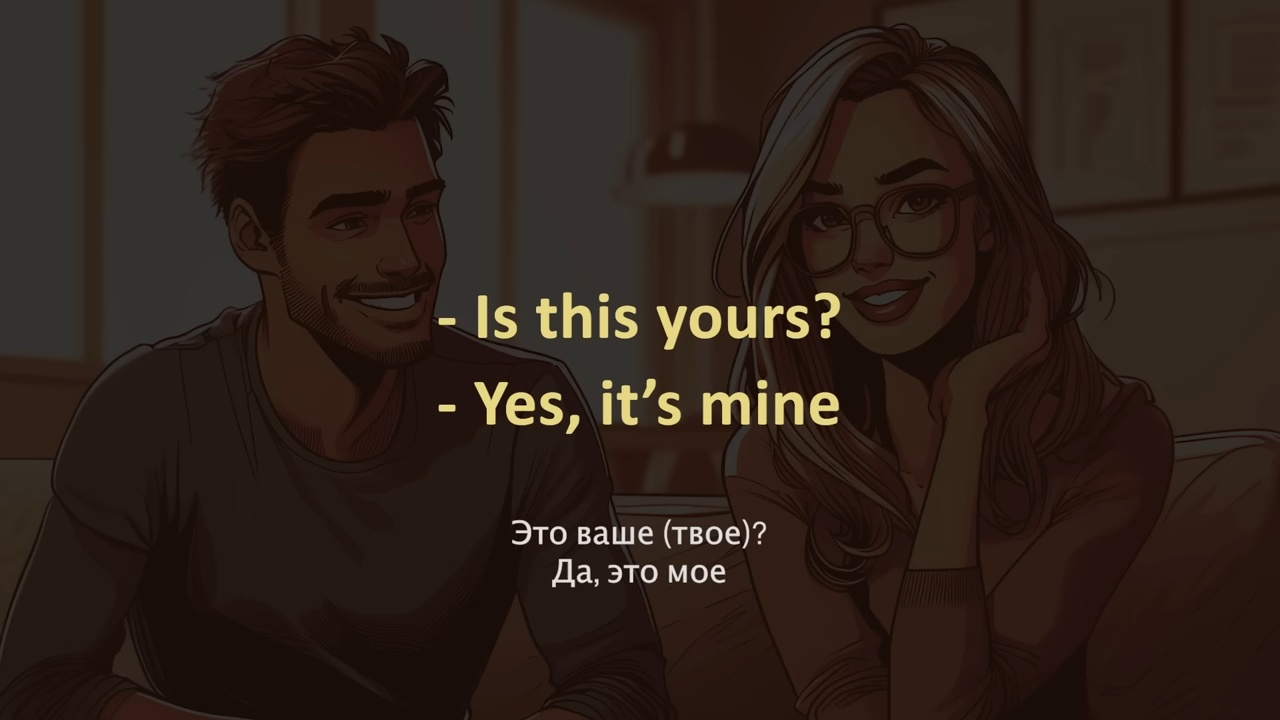 - Is this yours?
- Yes, it’s mine
Это ваше (твое)?
Да, это мое